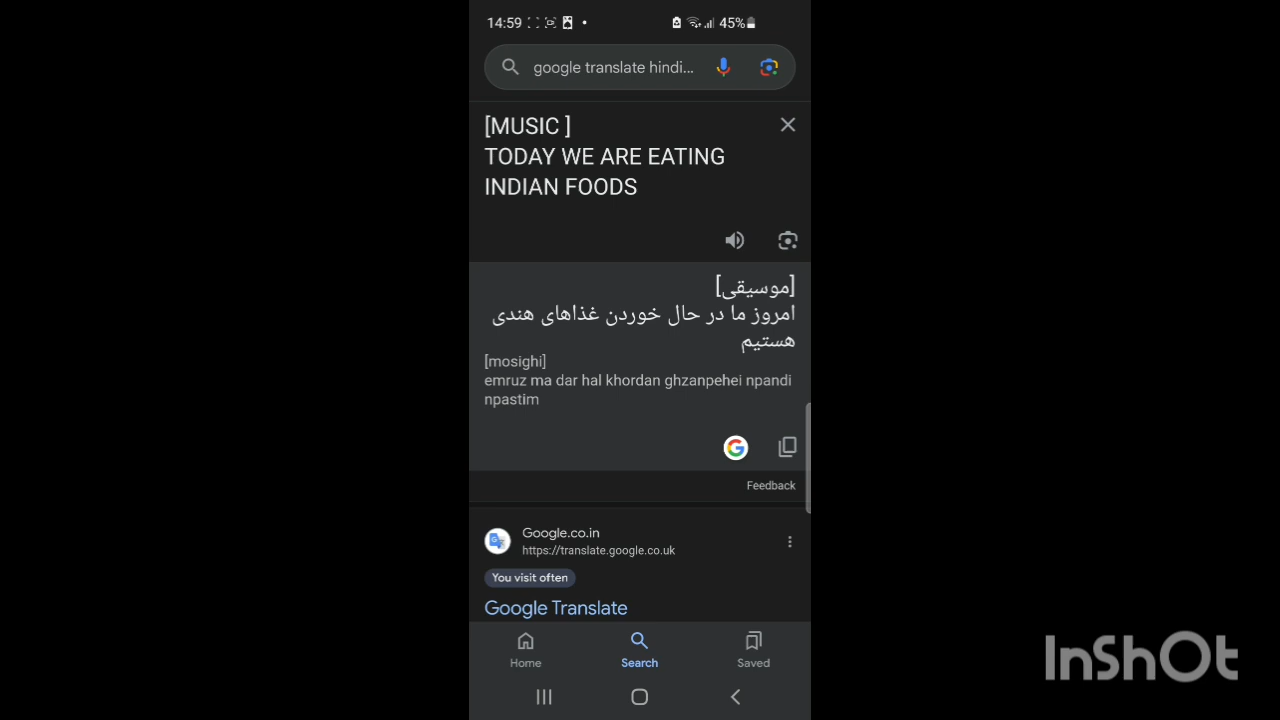 14:59
45%
google translate hindi...
[MUSIC ]
TODAY WE ARE EATING
INDIAN FOODS
[موسیقی]
امروز ما در حال خوردن غذاهای هندی
هستیم
[mosighi]
emruz ma dar hal khordan ghzanpehei npandi
npastim
Feedback
Google.co.in
https://translate.google.co.uk
You visit often
Google Translate
Home
Search
Saved
InShOt